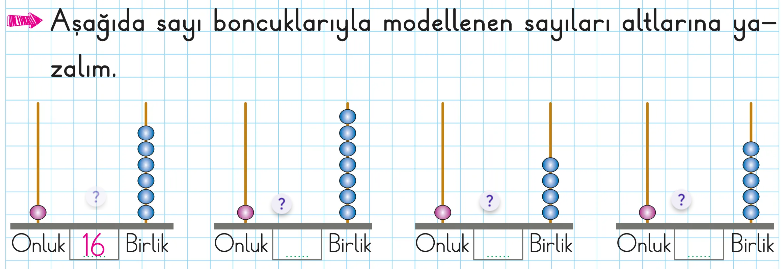 Aşağıda sayı boncuklarıyla modellenen sayıları altlarına ya-
zalım.
? ? ? ?
Onluk 16 Birlik Onluk ...... Birlik Onluk ...... Birlik Onluk ...... Birlik